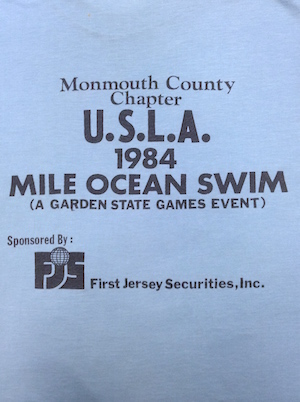 Monmouth County
Chapter
U.S.L.A.
1984
MILE OCEAN SWIM
(A GARDEN STATE GAMES EVENT)
Sponsored By :
FJS
First Jersey Securities, Inc.